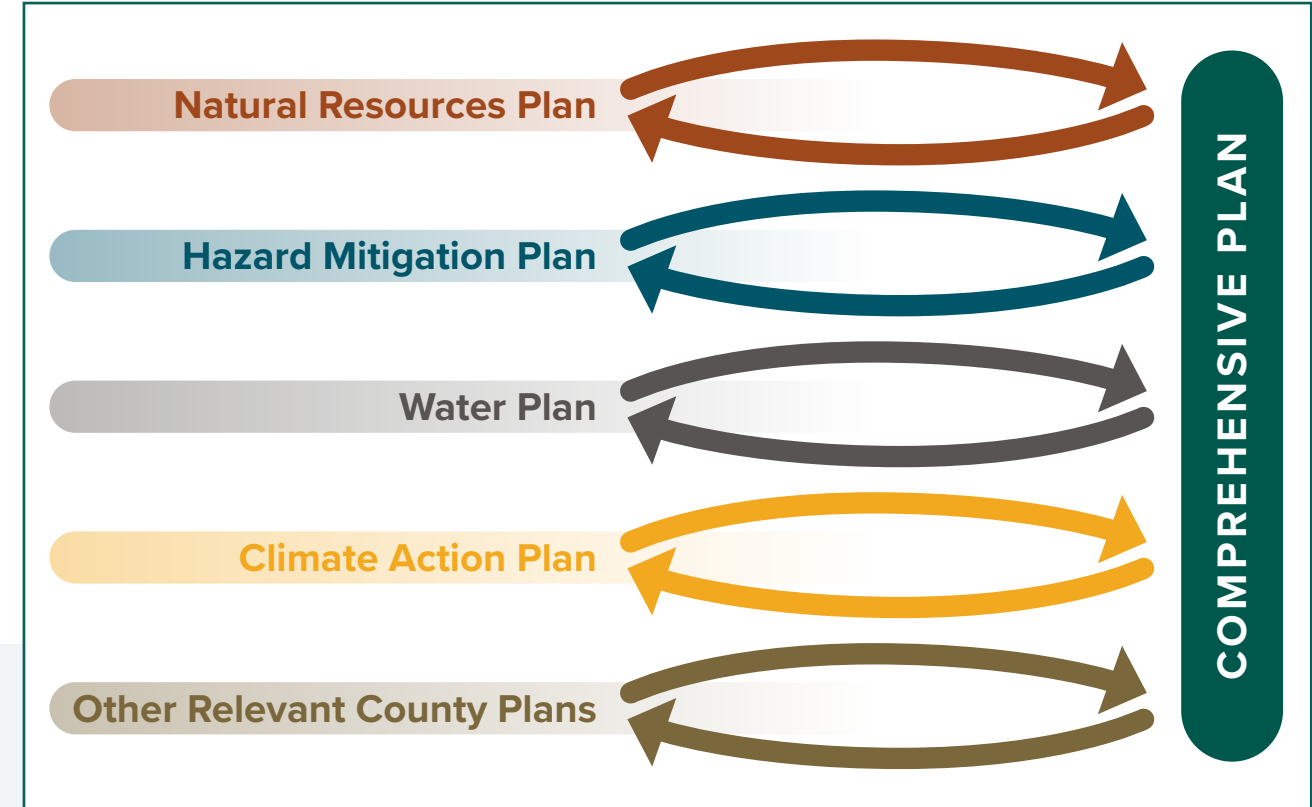 Natural Resources Plan
Hazard Mitigation Plan
Water Plan
Climate Action Plan
Other Relevant County Plans
COMPREHENSIVE PLAN